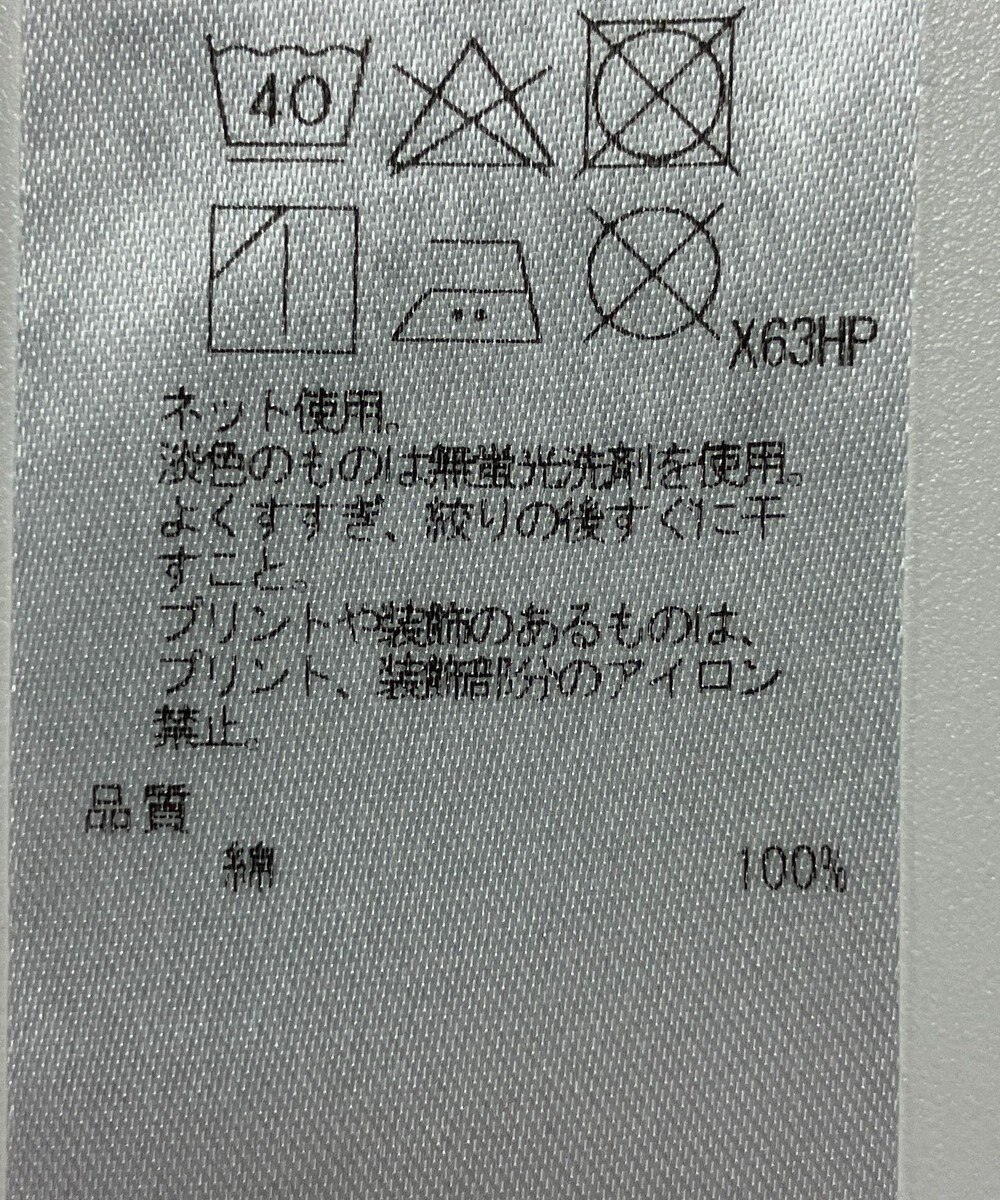 40
X63HP
ネット使用。
淡色のものは無蛍光洗剤を使用。
よくすすぎ、絞りの後すぐに干
すこと。
プリントや装飾のあるものは、
プリント、装飾部分のアイロン
禁止。
品質
綿 100%